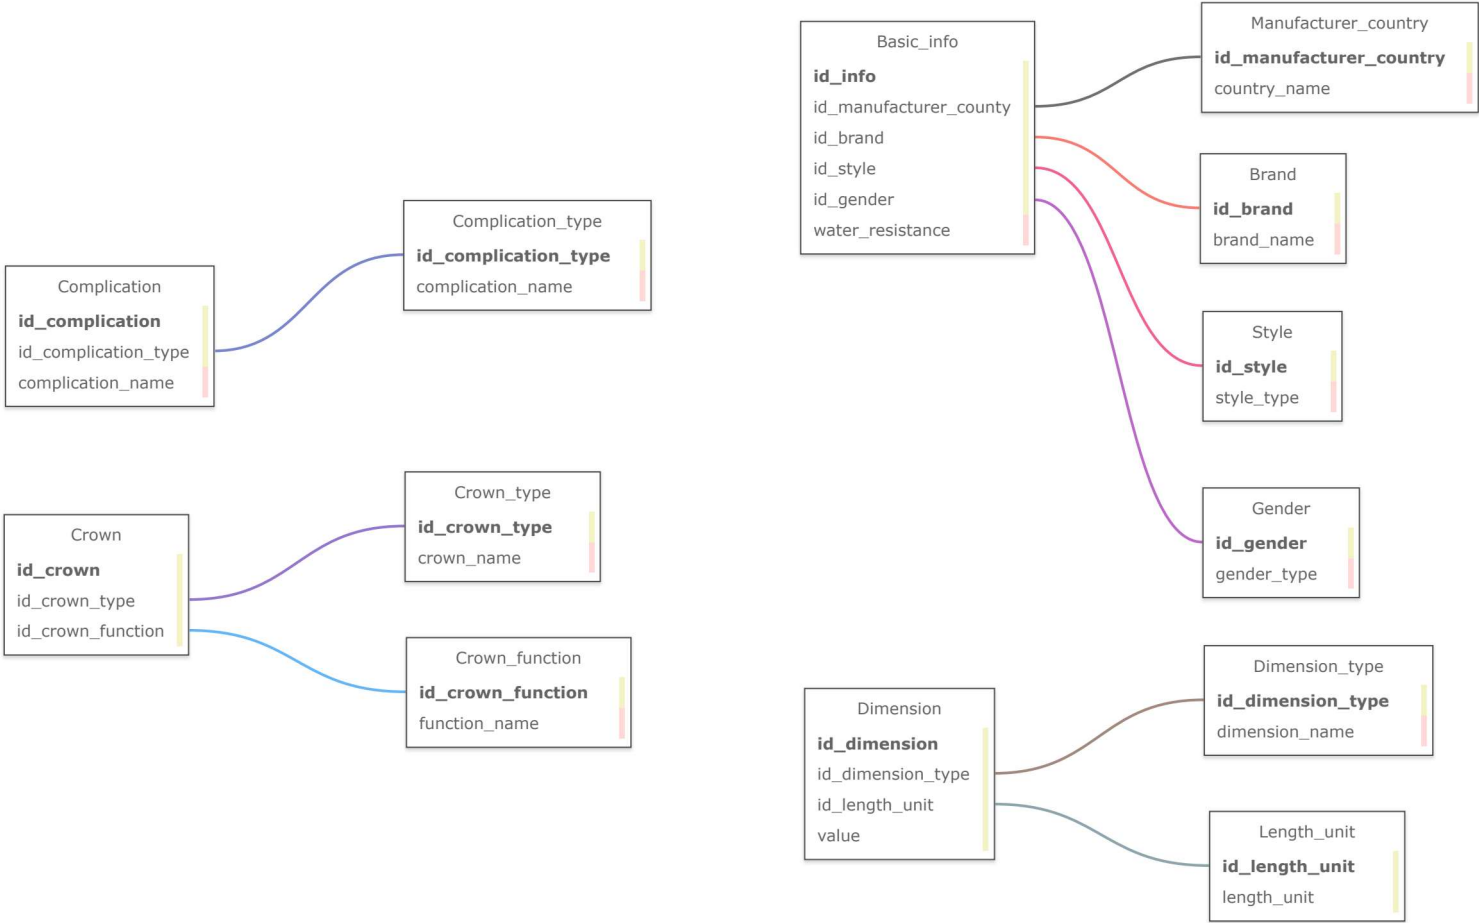 Complication
id_complication
id_complication_type
complication_name
Complication_type
id_complication_type
complication_name
Crown
id_crown
id_crown_type
id_crown_function
Crown_type
id_crown_type
crown_name
Crown_function
id_crown_function
function_name
Basic_info
id_info
id_manufacturer_county
id_brand
id_style
id_gender
water_resistance
Manufacturer_country
id_manufacturer_country
country_name
Brand
id_brand
brand_name
Style
id_style
style_type
Gender
id_gender
gender_type
Dimension
id_dimension
id_dimension_type
id_length_unit
value
Dimension_type
id_dimension_type
dimension_name
Length_unit
id_length_unit
length_unit